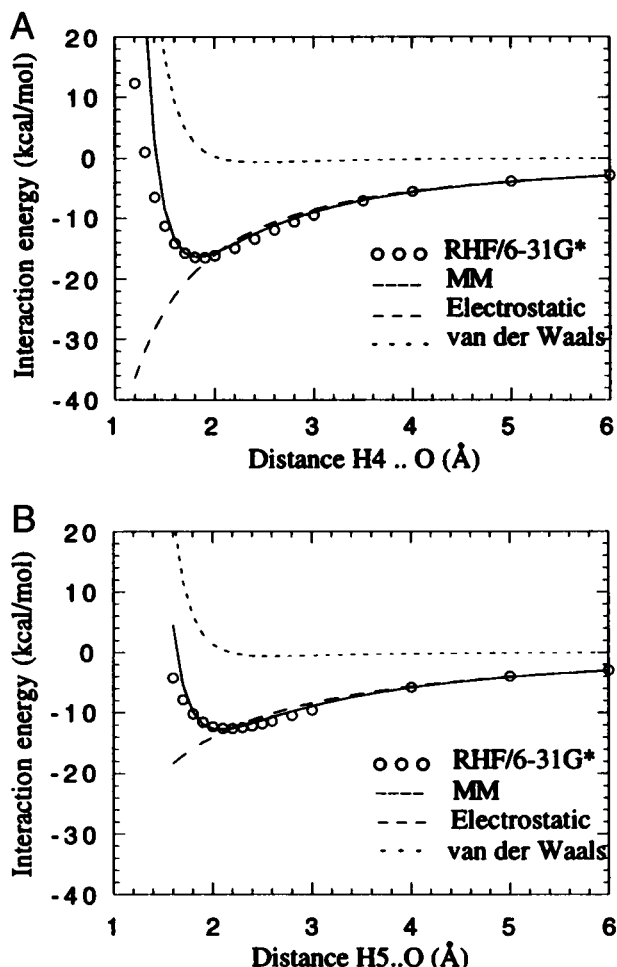 A
20
10
0
-10
-20
-30
-40
Interaction energy (kcal/mol)
RHF/6-31G*
MM
Electrostatic
van der Waals
1 2 3 4 5 6
Distance H4 .. O (Å)
B
20
10
0
-10
-20
-30
-40
Interaction energy (kcal/mol)
RHF/6-31G*
MM
Electrostatic
van der Waals
1 2 3 4 5 6
Distance H5..O (Å)